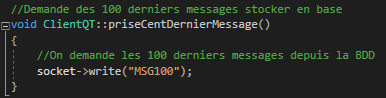 //Demande des 100 derniers messages stocker en base
void ClientQT::priseCentDernierMessage()
{
//On demande les 100 derniers messages depuis la BDD
socket->write("MSG100");
}